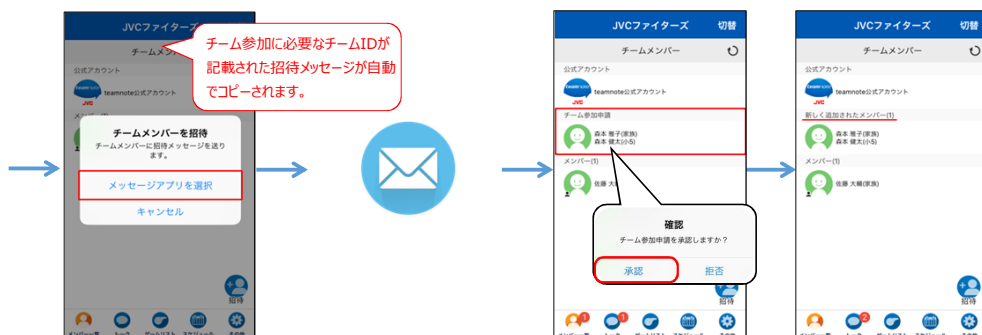 JVCファイターズ
チームメン
公式アカウント
teamnote公式アカウント
JVC
チーム参加に必要なチームIDが
記載された招待メッセージが自動
でコピーされます。
チームメンバーを招待
チームメンバーに招待メッセージを送り
ます。
メッセージアプリを選択
キャンセル
招待
JVCファイターズ 切替
チームメンバー
公式アカウント
teamnote公式アカウント
JVC
チーム参加申請
森本 雅子(家族)
森本 健太(小5)
メンバー(1)
佐藤 大
確認
チーム参加申請を承認しますか？
承認 拒否
招待
1
1
JVCファイターズ 切替
チームメンバー
公式アカウント
teamnote公式アカウント
JVC
新しく追加されたメンバー(1)
森本 雅子(家族)
森本 健太(小5)
メンバー(1)
佐藤 大輔(家族)
招待
2